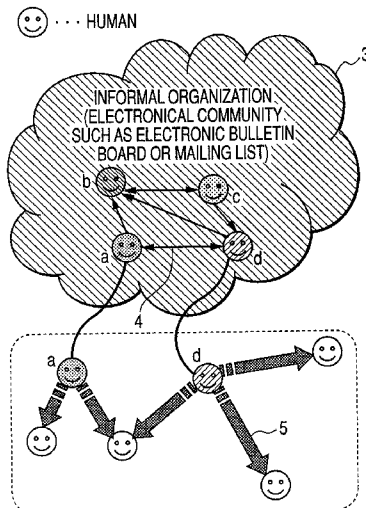 ··· HUMAN
3
INFORMAL ORGANIZATION
(ELECTRONICAL COMMUNITY
SUCH AS ELECTRONIC BULLETIN
BOARD OR MAILING LIST)
b
c
a
d
4
a
d
5